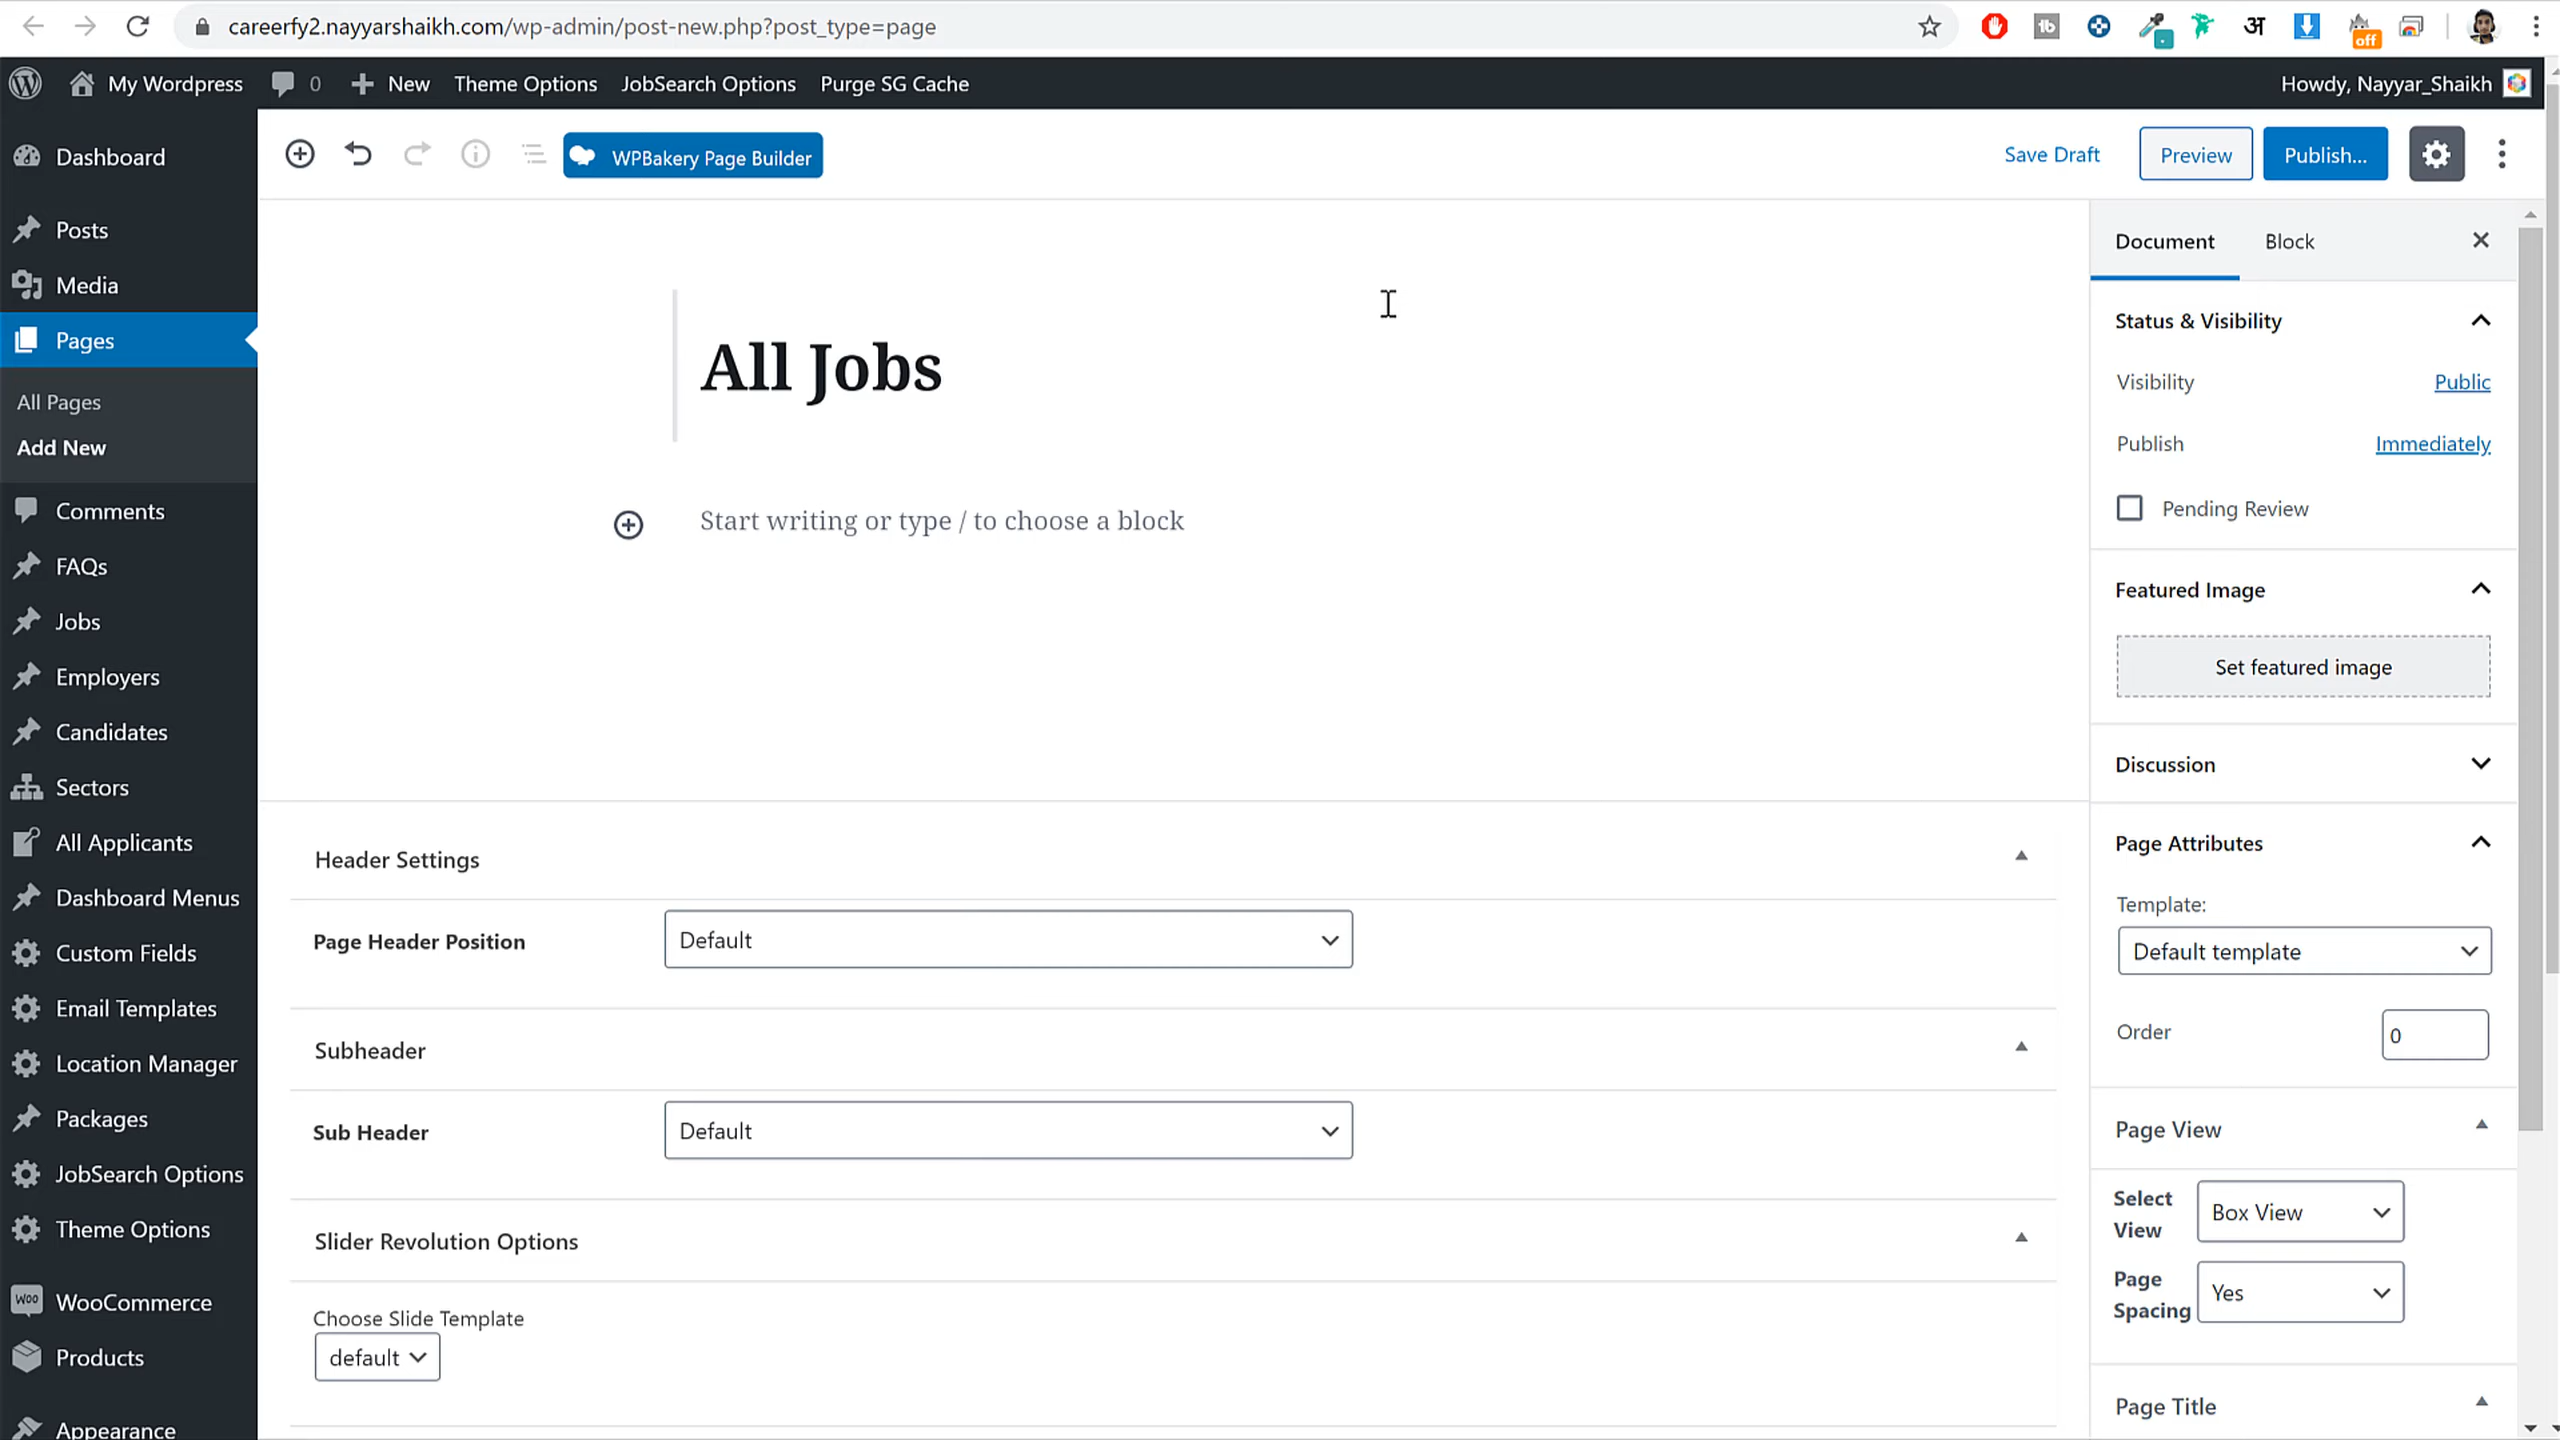 careerfy2.nayyarshaikh.com/wp-admin/post-new.php?post_type=page
tb
अ
off
My Wordpress
0
New
Theme Options
JobSearch Options
Purge SG Cache
Howdy, Nayyar_Shaikh
WPBakery Page Builder
Save Draft
Preview
Publish...
Dashboard
Posts
Media
Pages
All Pages
Add New
Comments
FAQs
Jobs
Employers
Candidates
Sectors
All Applicants
Dashboard Menus
Custom Fields
Email Templates
Location Manager
Packages
JobSearch Options
Theme Options
Woo
WooCommerce
Products
Appearance
All Jobs
Start writing or type / to choose a block
Header Settings
Page Header Position
Default
Subheader
Sub Header
Default
Slider Revolution Options
Choose Slide Template
default
Document
Block
Status & Visibility
Visibility
Public
Publish
Immediately
Pending Review
Featured Image
Set featured image
Discussion
Page Attributes
Template:
Default template
Order
0
Page View
Select
View
Box View
Page
Spacing
Yes
Page Title